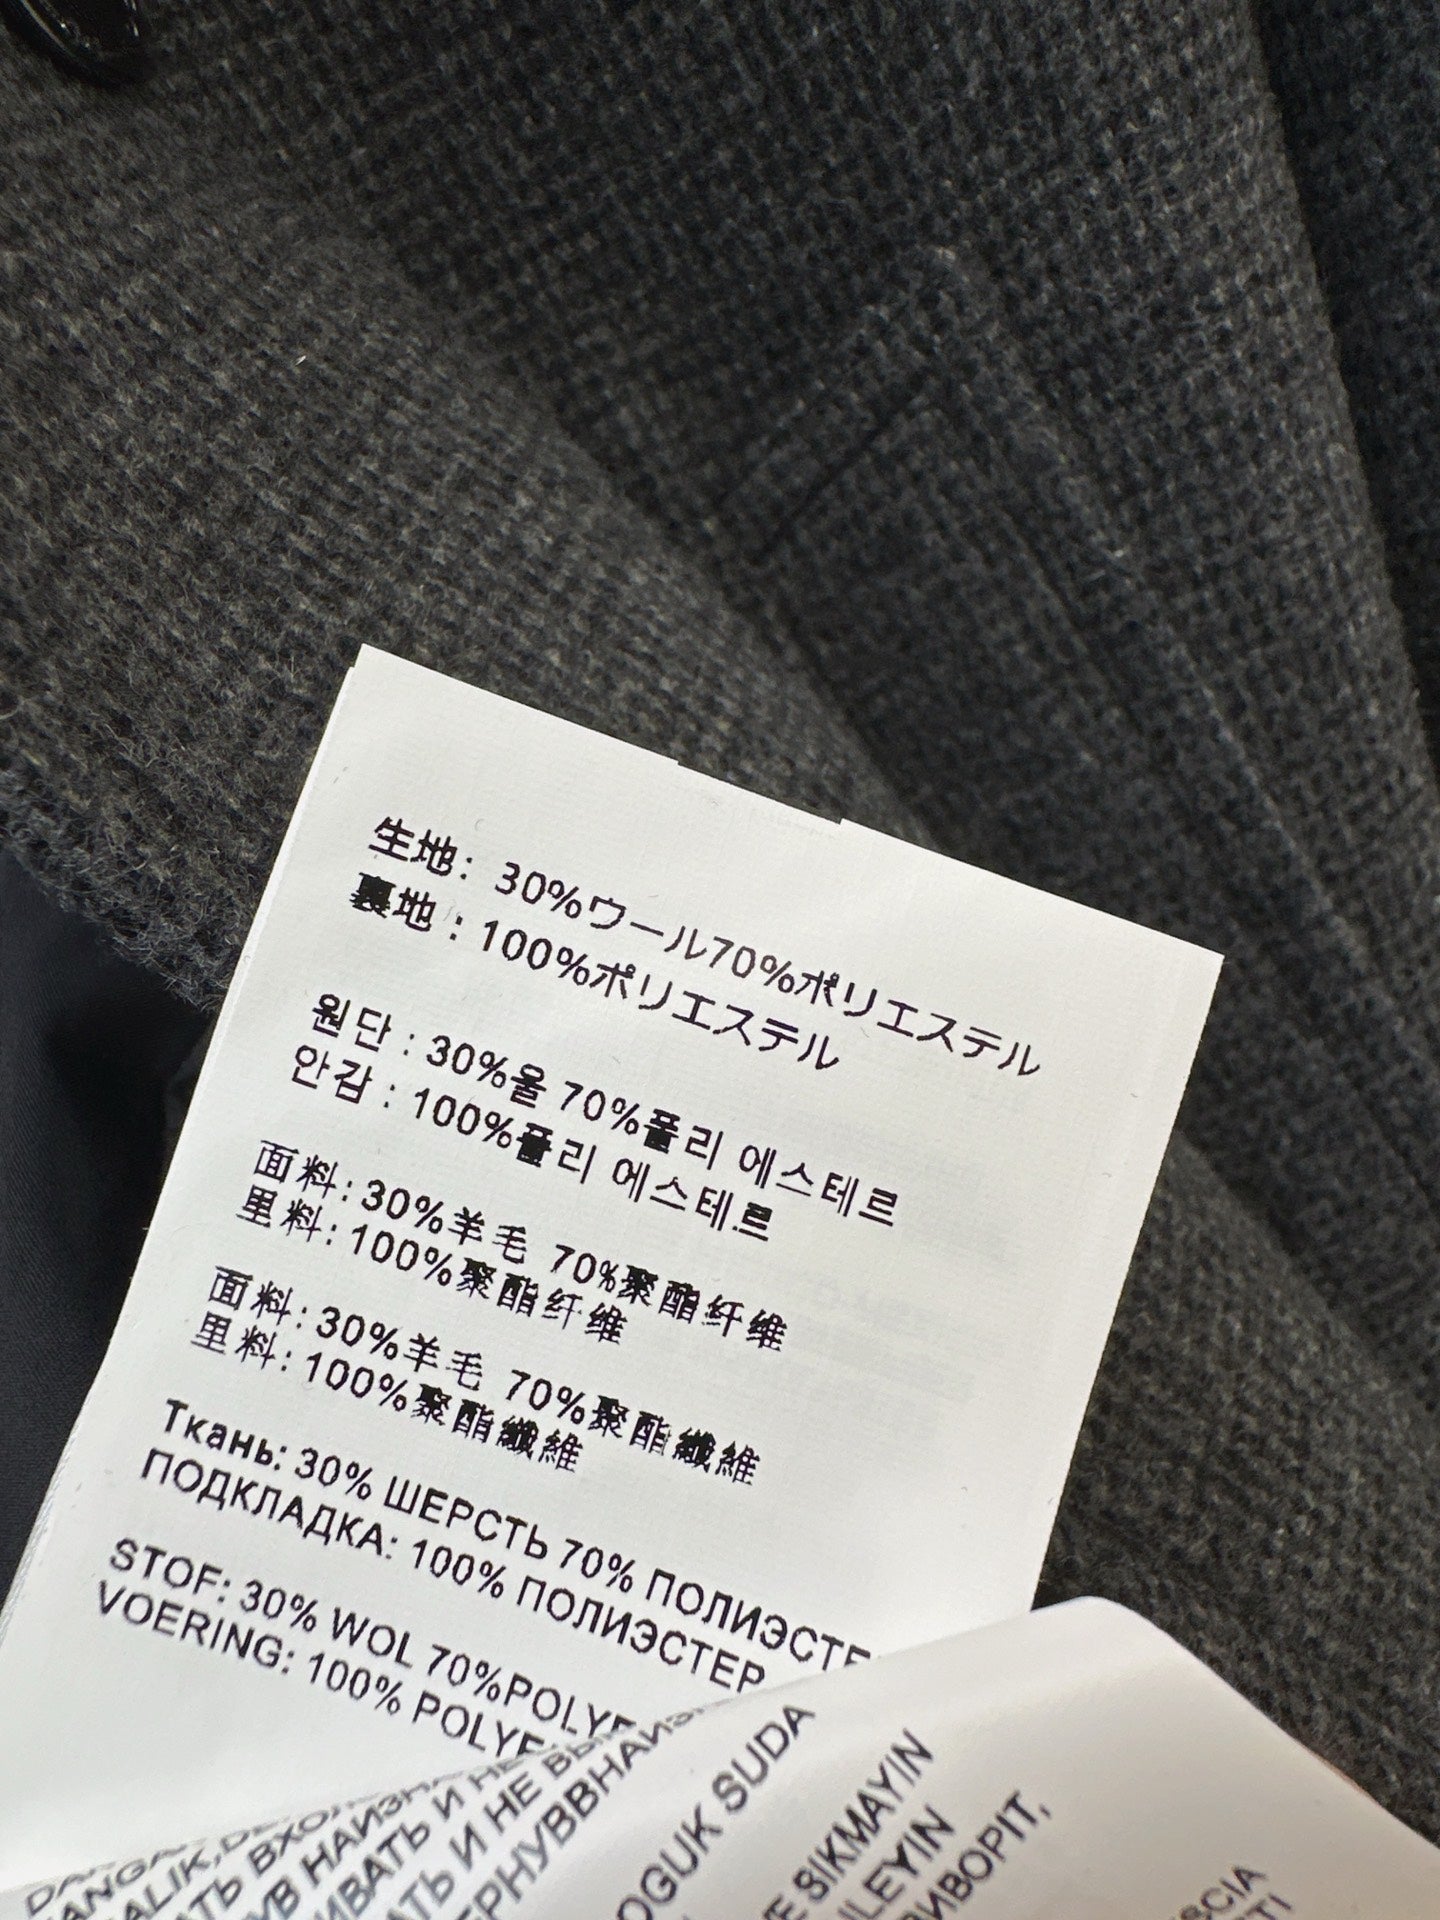 生地: 30%ウール70%ポリエステル
裏地 : 100%ポリエステル
원단 : 30%울 70%폴리 에스테르
안감 : 100%폴리 에스테르
面料: 30%羊毛 70%聚酯纤维
里料: 100%聚酯纤维
面料: 30%羊毛 70%聚酯纖維
里料: 100%聚酯纖維
Ткань: 30% ШЕРСТЬ 70% ПОЛИЭСТЕ
ПОДКЛАДКА: 100% ПОЛИЭСТЕР
STOF: 30% WOL 70%POLYE
VOERING: 100% POLYE
OGUK SUDA
E SIKMAYIN
ULEYIN